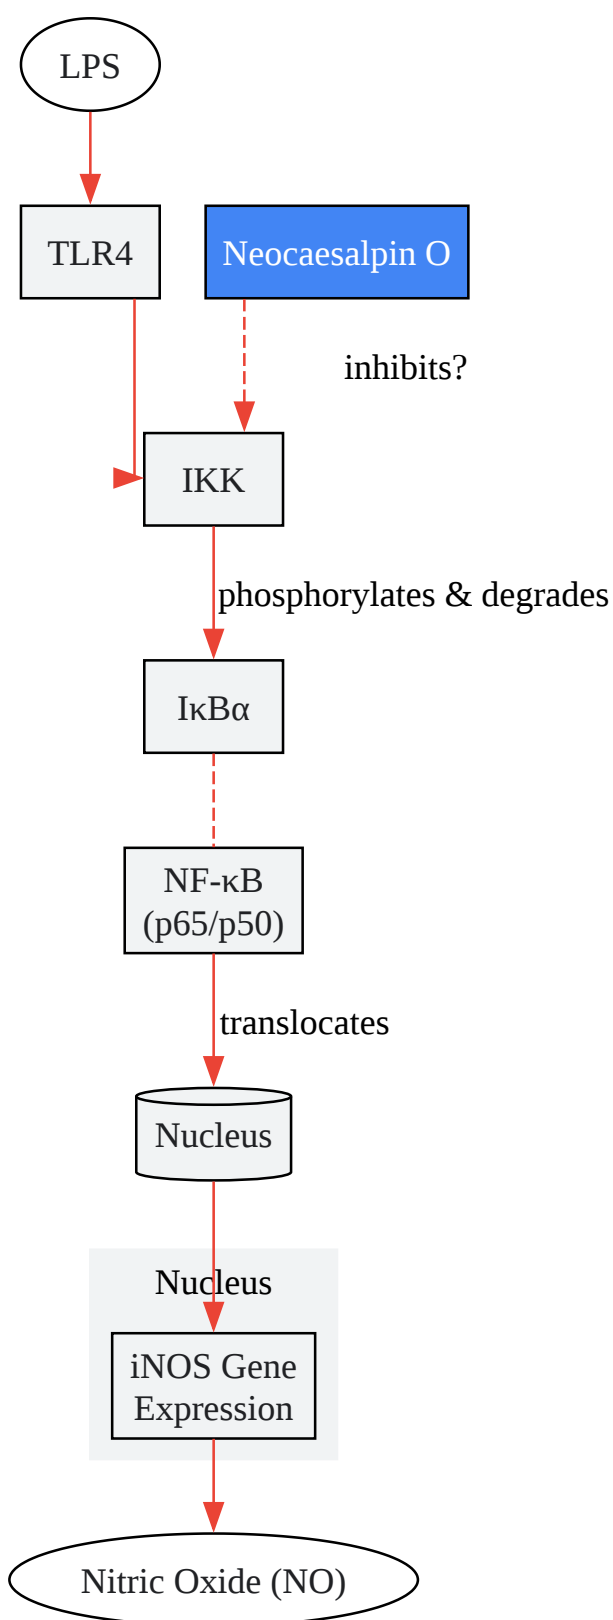 LPS
TLR4
Neocaesalpin O
inhibits?
IKK
phosphorylates & degrades
IκBα
NF-κB
(p65/p50)
translocates
Nucleus
Nucleus
iNOS Gene
Expression
Nitric Oxide (NO)